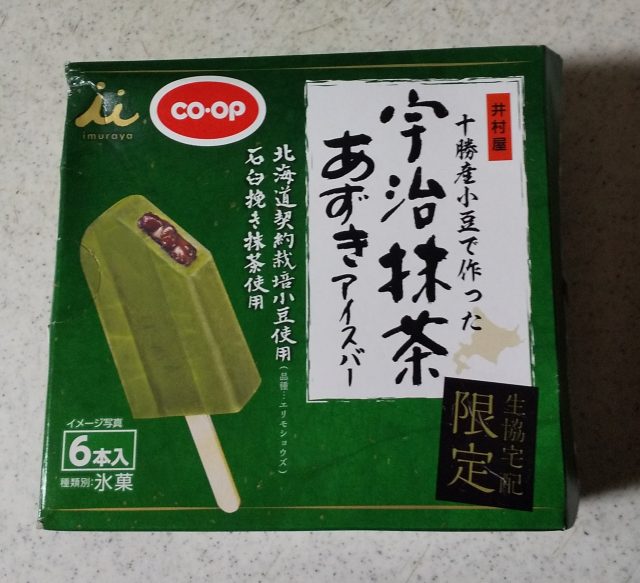 imuraya
CO·OP
井村屋
十勝産小豆で作った
宇治抹茶
あずきアイスバー
北海道契約栽培小豆使用
(品種:エリモショウズ)
石臼挽き抹茶使用
生協宅配
限定
イメージ写真
6本入
種類別:氷菓